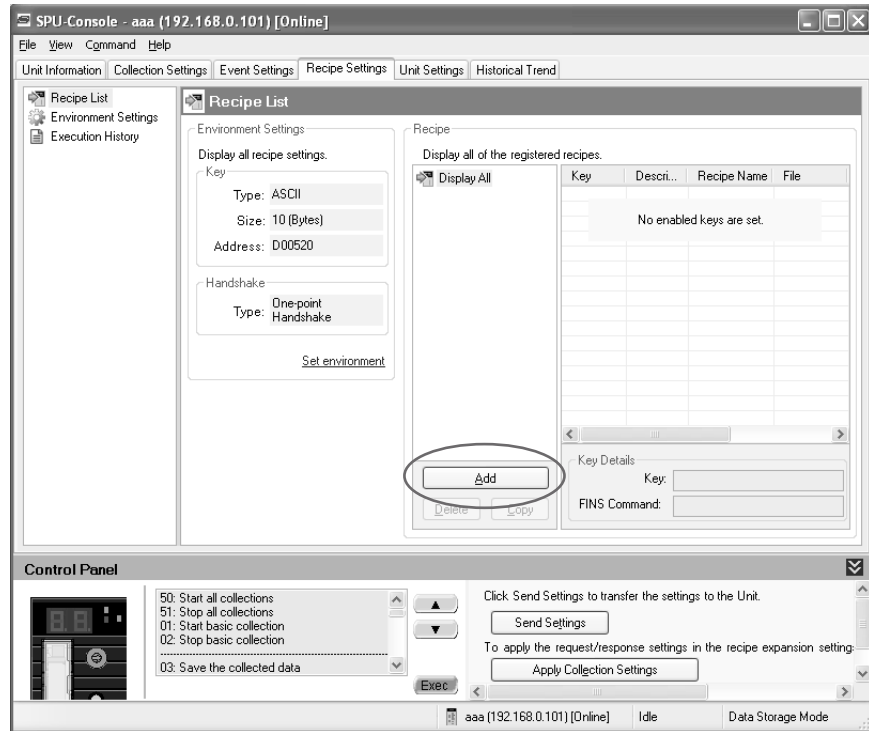 SPU-Console - aaa (192.168.0.101) [Online]
File View Command Help
Unit Information Collection Settings Event Settings Recipe Settings Unit Settings Historical Trend
Recipe List
Environment Settings
Execution History
Recipe List
Environment Settings
Display all recipe settings.
Key
Type: ASCII
Size: 10 (Bytes)
Address: D00520
Handshake
Type: One-point
Handshake
Set environment
Recipe
Display all of the registered recipes.
Display All
Key Descri... Recipe Name File
No enabled keys are set.
Add
Delete Copy
Key Details
Key:
FINS Command:
Control Panel
50: Start all collections
51: Stop all collections
01: Start basic collection
02: Stop basic collection
03: Save the collected data
Exec
Click Send Settings to transfer the settings to the Unit.
Send Settings
To apply the request/response settings in the recipe expansion setting
Apply Collection Settings
aaa (192.168.0.101) [Online] Idle Data Storage Mode